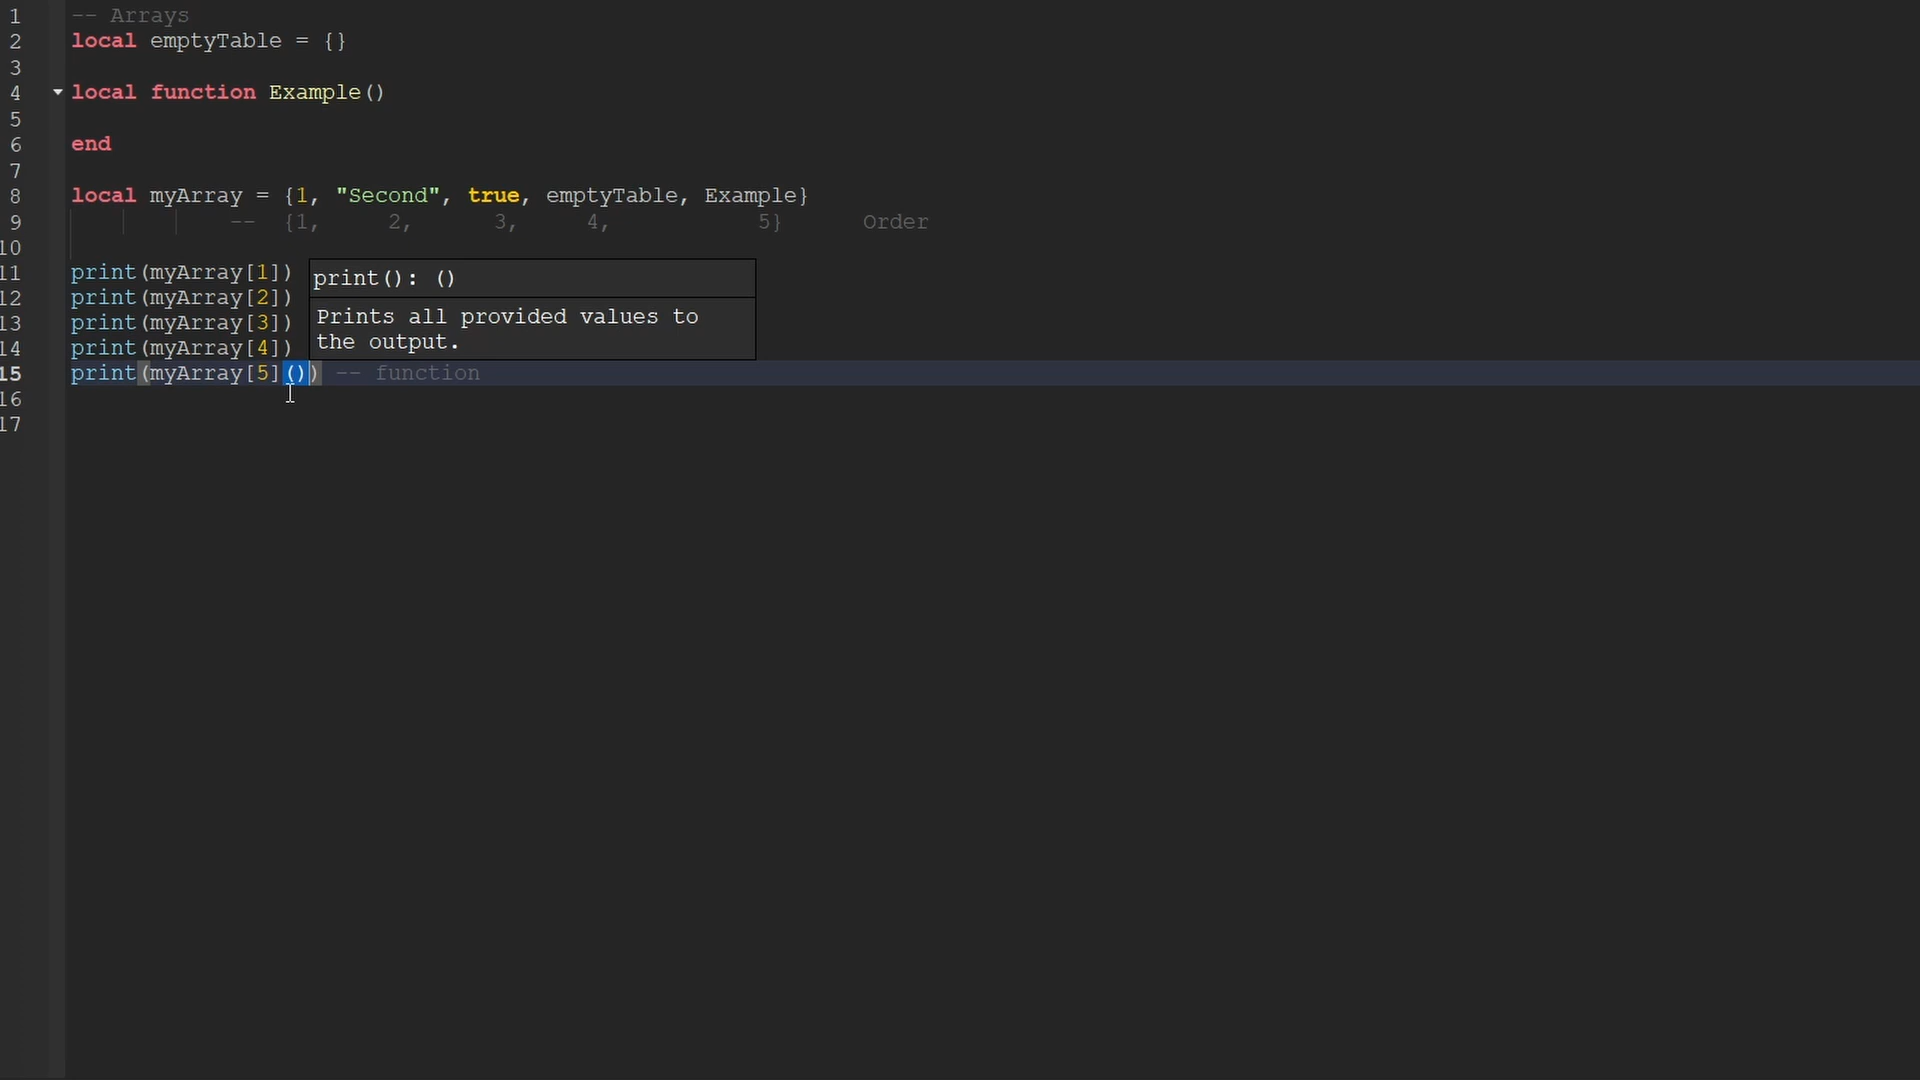 1 -- Arrays
2 local emptyTable = {}
3
4 local function Example()
5
6 end
7
8 local myArray = {1, "Second", true, emptyTable, Example}
9 -- {1, 2, 3, 4, 5} Order
10
11 print(myArray[1])
12 print(myArray[2])
13 print(myArray[3])
14 print(myArray[4])
15 print(myArray[5]()) -- function
16
17
print(): ()
Prints all provided values to
the output.